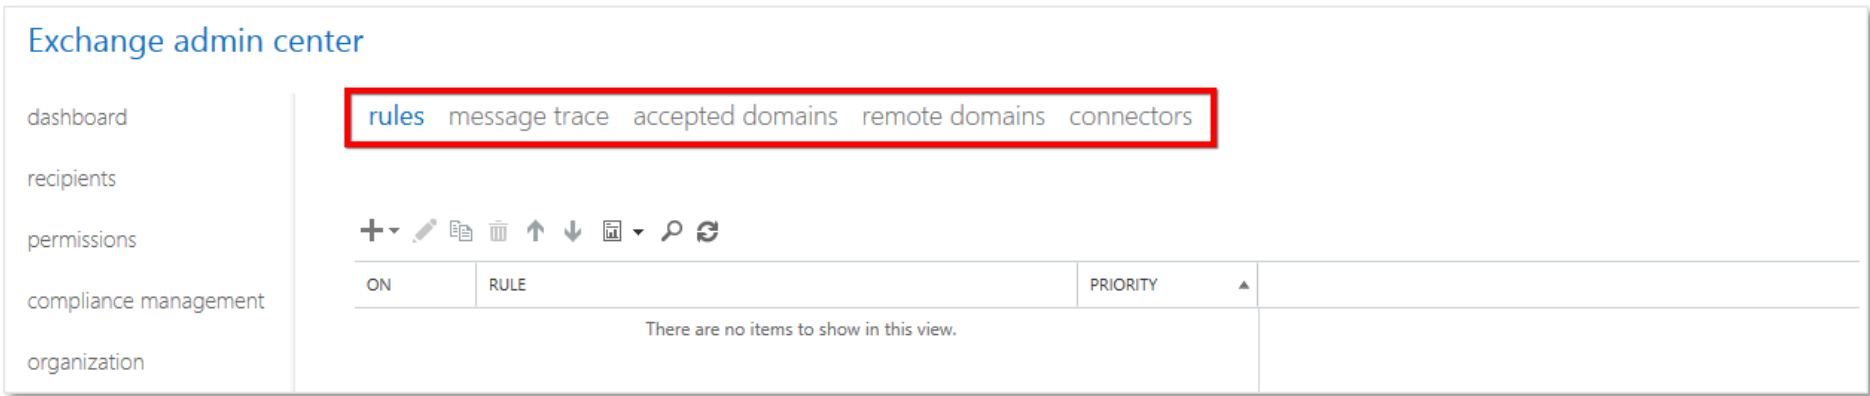 Exchange admin center
dashboard
recipients
permissions
compliance management
organization
rules message trace accepted domains remote domains connectors
ON RULE PRIORITY
There are no items to show in this view.